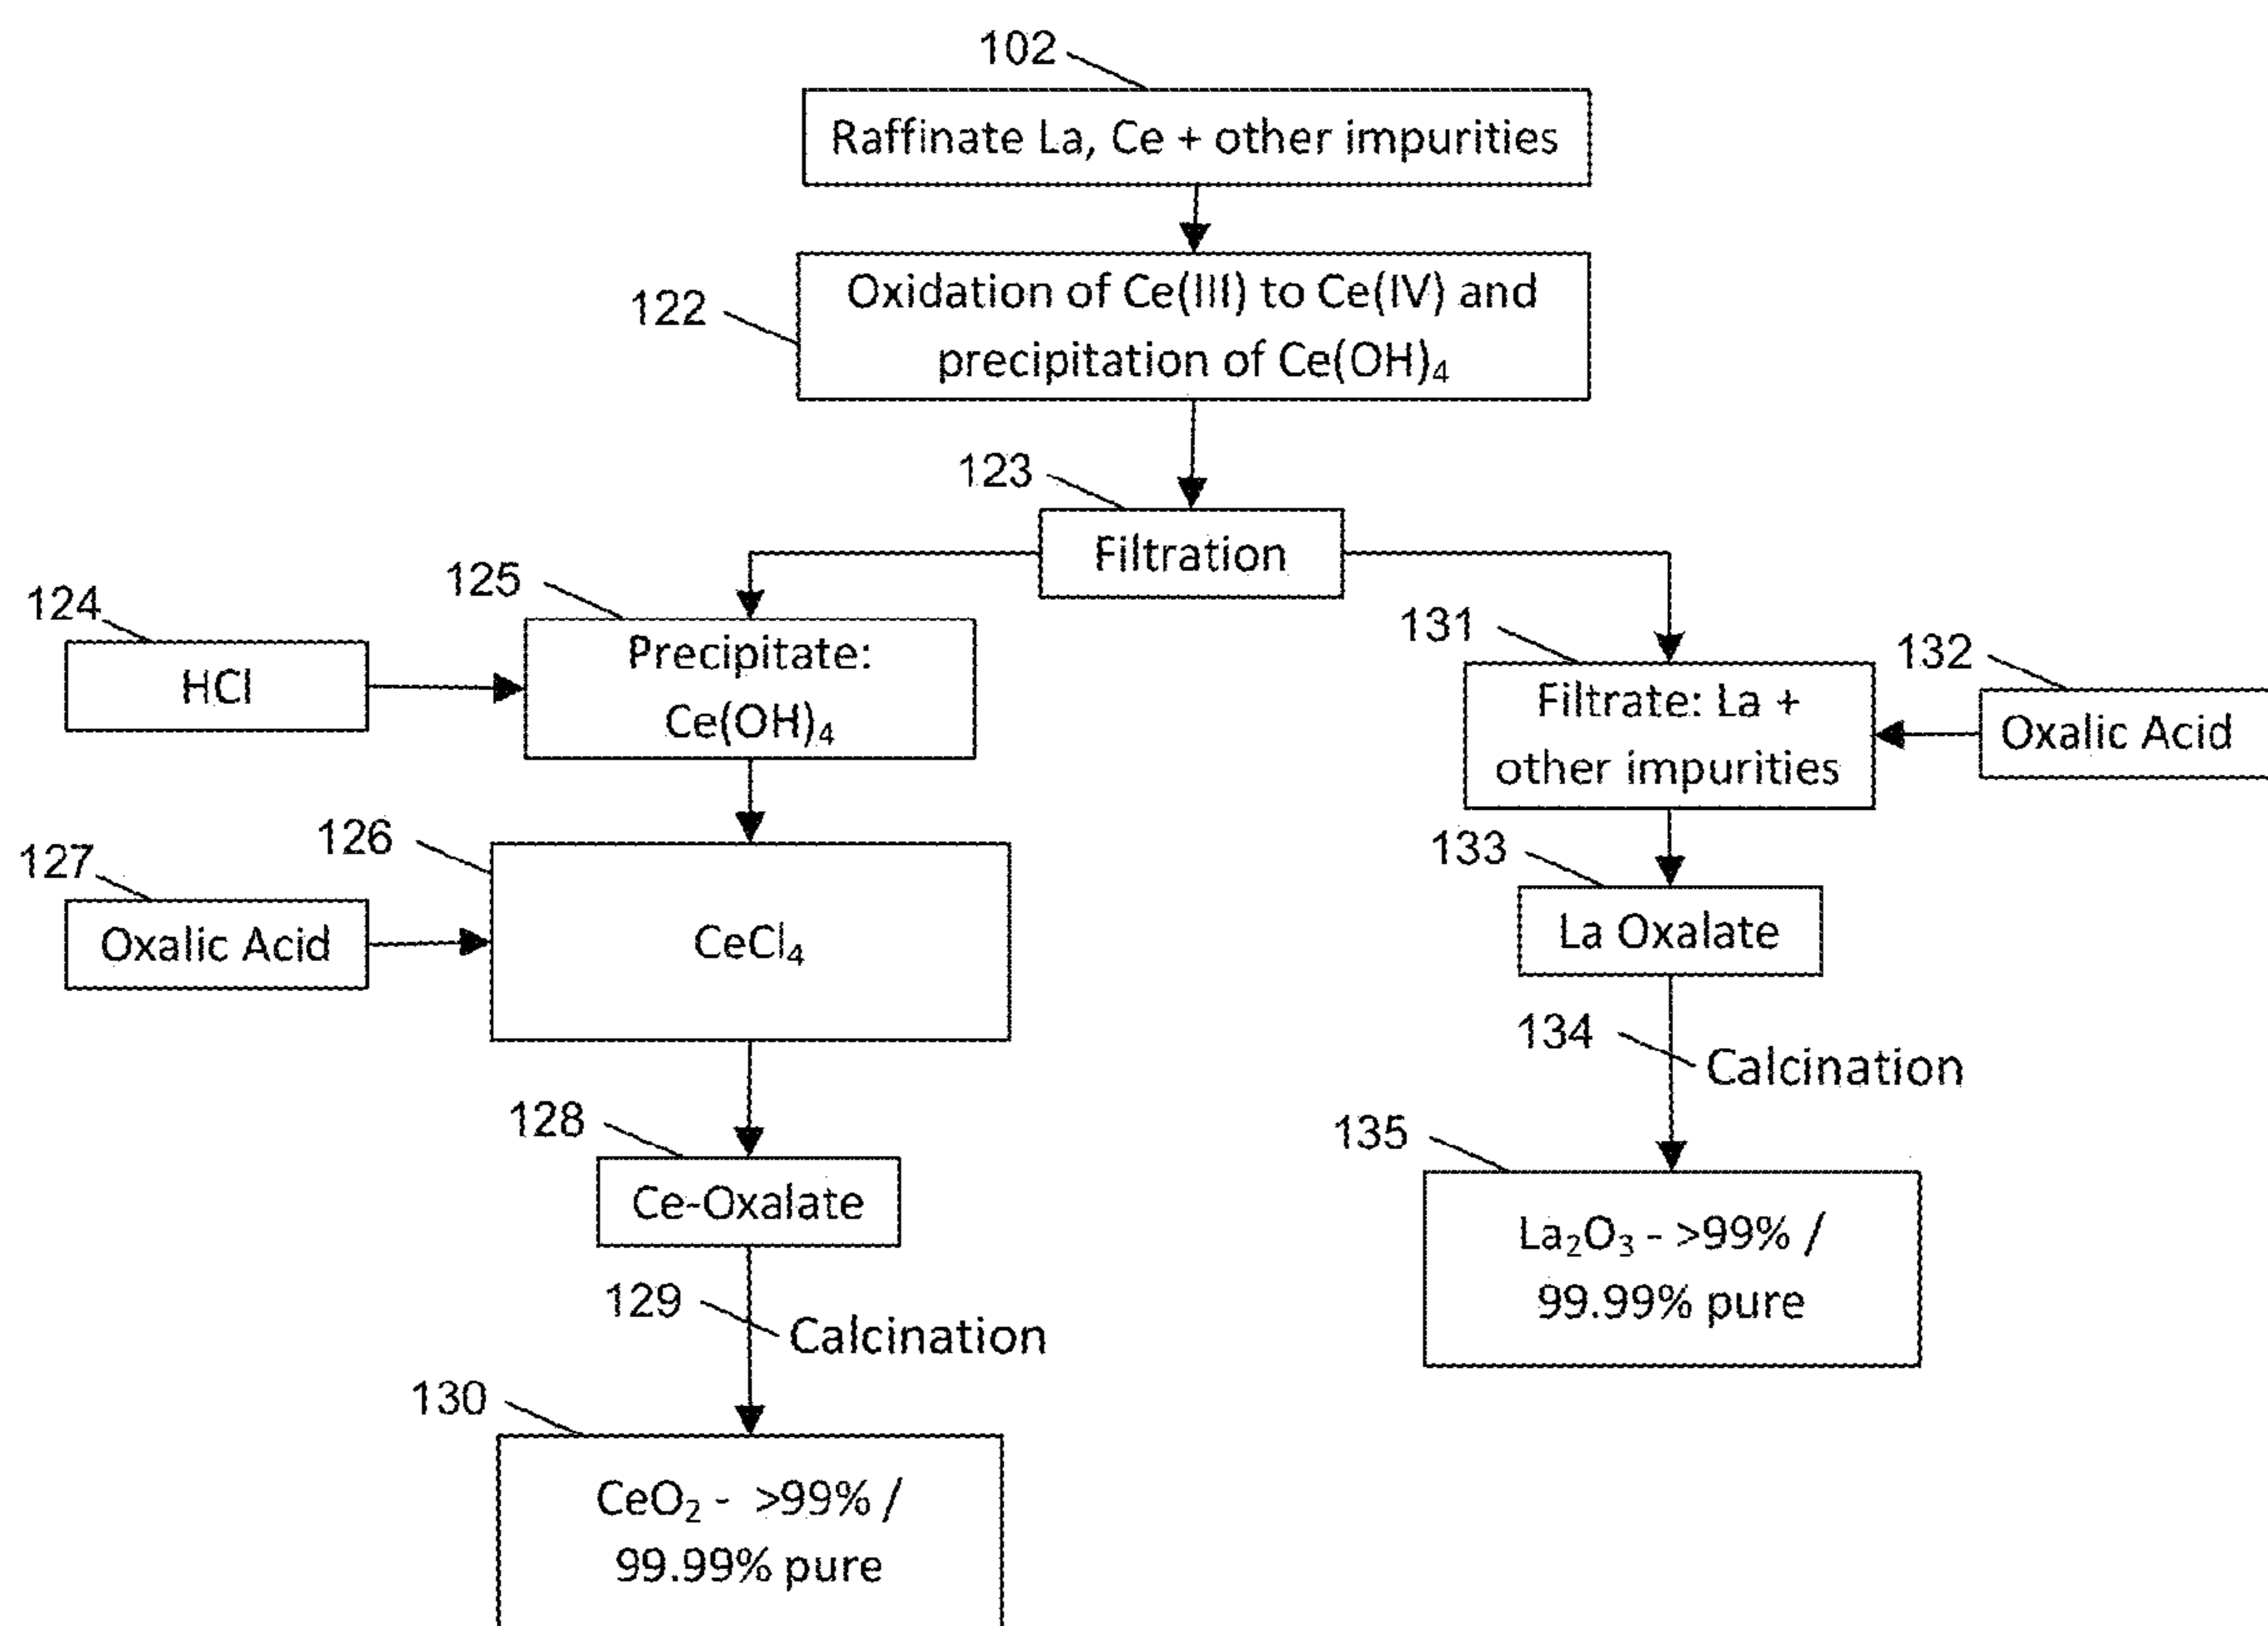 102
Raffinate La, Ce + other impurities
122
Oxidation of Ce(III) to Ce(IV) and
precipitation of Ce(OH)₄
123
Filtration
124
HCl
125
Precipitate:
Ce(OH)₄
131
Filtrate: La +
other impurities
132
Oxalic Acid
126
CeCl₄
127
Oxalic Acid
133
La Oxalate
134
Calcination
128
Ce-Oxalate
135
La₂O₃ - >99% /
99.99% pure
129
Calcination
130
CeO₂ - >99% /
99.99% pure